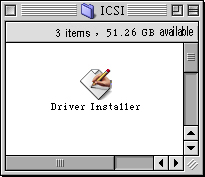 ICSI
3 items, 51.26 GB available
Driver Installer